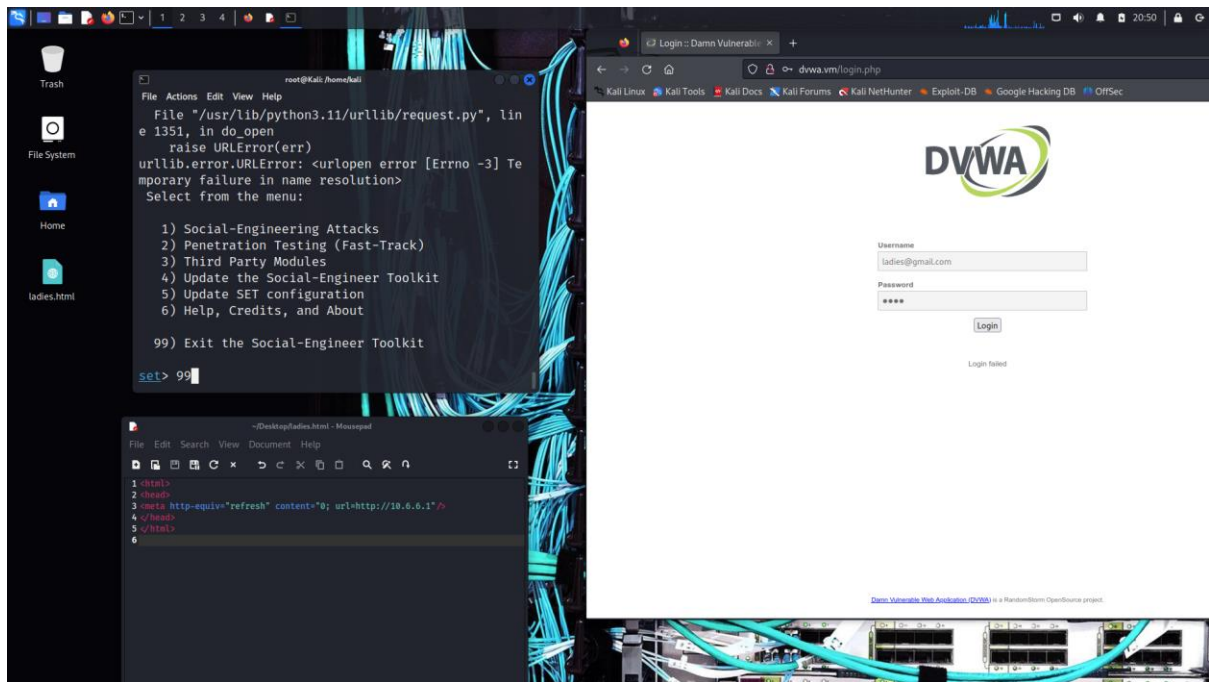 1 2 3 4
20:50
Trash
File System
Home
ladies.html
root@Kali: /home/kali
File Actions Edit View Help
File "/usr/lib/python3.11/urllib/request.py", lin
e 1351, in do_open
raise URLError(err)
urllib.error.URLError: <urlopen error [Errno -3] Te
mporary failure in name resolution>
Select from the menu:
1) Social-Engineering Attacks
2) Penetration Testing (Fast-Track)
3) Third Party Modules
4) Update the Social-Engineer Toolkit
5) Update SET configuration
6) Help, Credits, and About
99) Exit the Social-Engineer Toolkit
set> 99
~/Desktop/ladies.html - Mousepad
File Edit Search View Document Help
1 <html>
2 <head>
3 <meta http-equiv="refresh" content="0; url=http://10.6.6.1"/>
4 </head>
5 </html>
6
Login :: Damn Vulnerable
dvwa.vm/login.php
Kali Linux Kali Tools Kali Docs Kali Forums Kali NetHunter Exploit-DB Google Hacking DB OffSec
DVWA
Username
ladies@gmail.com
Password
••••
Login
Login failed
Damn Vulnerable Web Application (DVWA) is a RandomStorm OpenSource project.